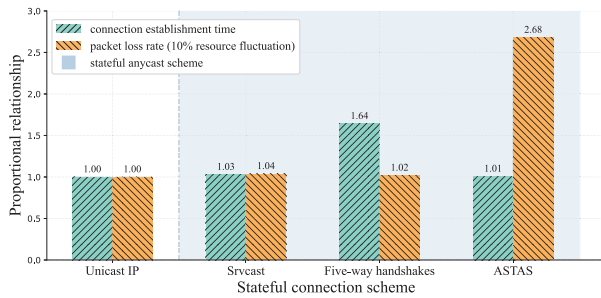 3.0
2.5
2.0
1.5
1.0
0.5
0.0
Proportional relationship
connection establishment time
packet loss rate (10% resource fluctuation)
stateful anycast scheme
1.00 1.00
1.03 1.04
1.64 1.02
1.01 2.68
Unicast IP Srvcast Five-way handshakes ASTAS
Stateful connection scheme